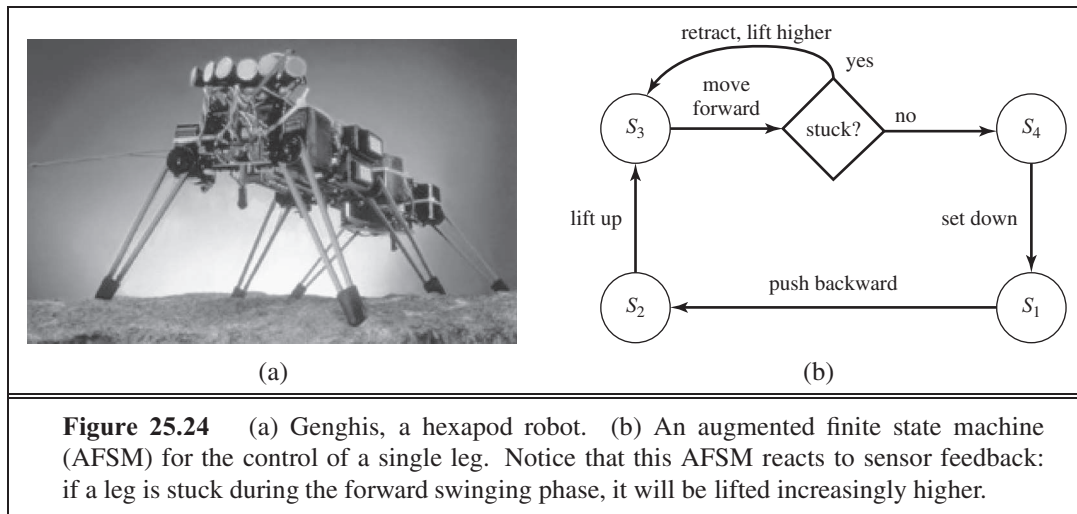 retract, lift higher
yes
move
forward
S3
stuck?
no
S4
lift up
set down
push backward
S2
S1
(a)
(b)
Figure 25.24 (a) Genghis, a hexapod robot. (b) An augmented finite state machine
(AFSM) for the control of a single leg. Notice that this AFSM reacts to sensor feedback:
if a leg is stuck during the forward swinging phase, it will be lifted increasingly higher.